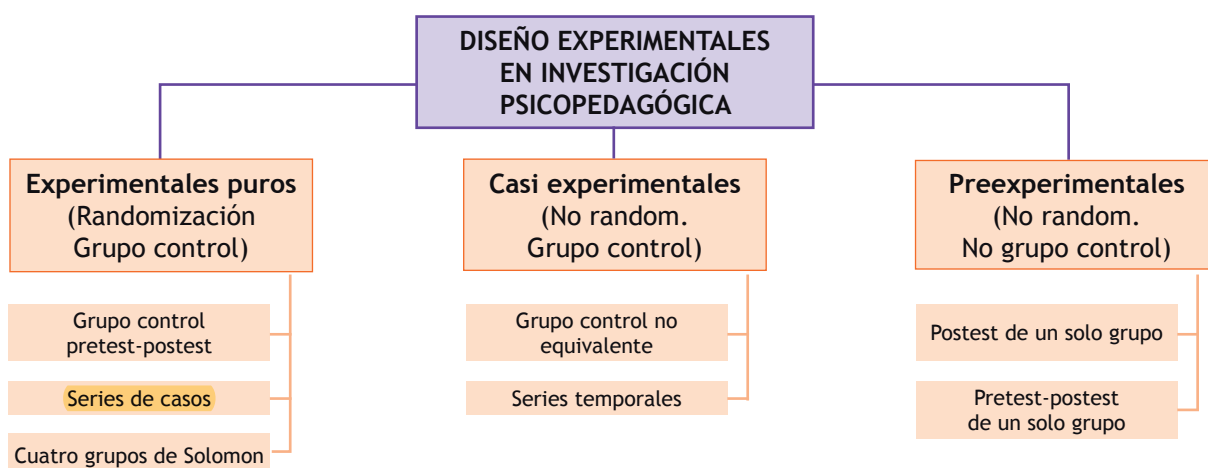 DISEÑO EXPERIMENTALES
EN INVESTIGACIÓN
PSICOPEDAGÓGICA
Experimentales puros
(Randomización
Grupo control)
Grupo control
pretest-postest
Series de casos
Cuatro grupos de Solomon
Casi experimentales
(No random.
Grupo control)
Grupo control no
equivalente
Series temporales
Preexperimentales
(No random.
No grupo control)
Postest de un solo grupo
Pretest-postest
de un solo grupo